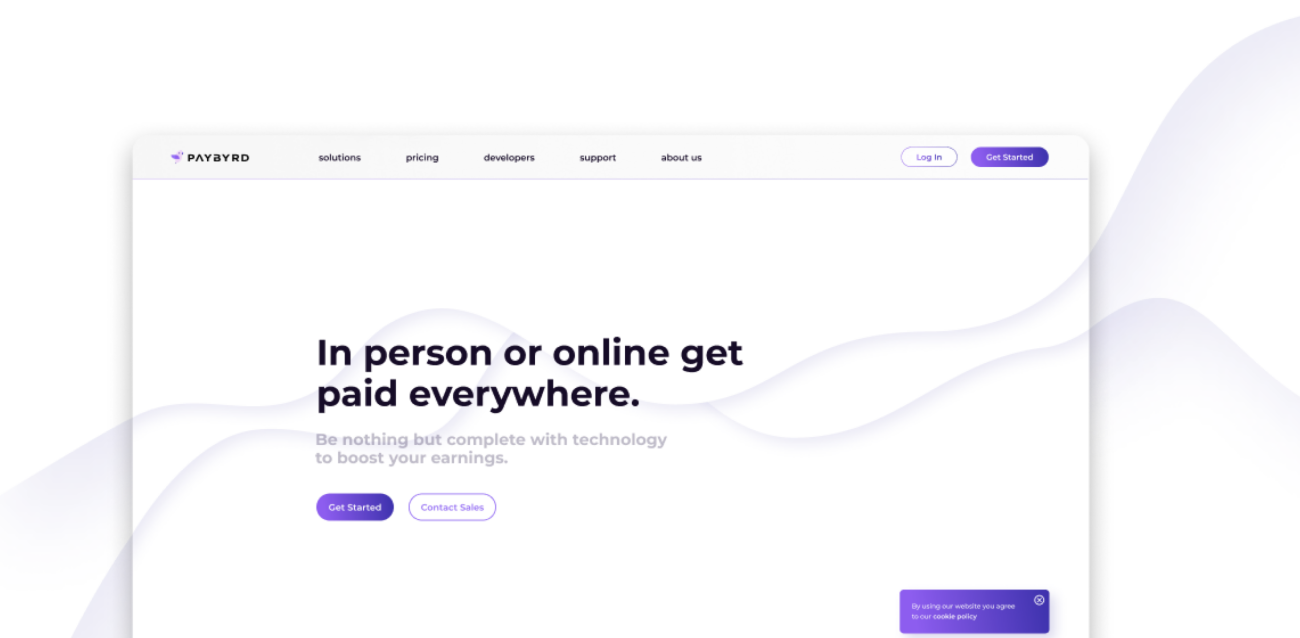 PAYBYRD
solutions
pricing
developers
support
about us
Log In
Get Started
In person or online get
paid everywhere.
Be nothing but complete with technology
to boost your earnings.
Get Started
Contact Sales
By using our website you agree
to our cookie policy